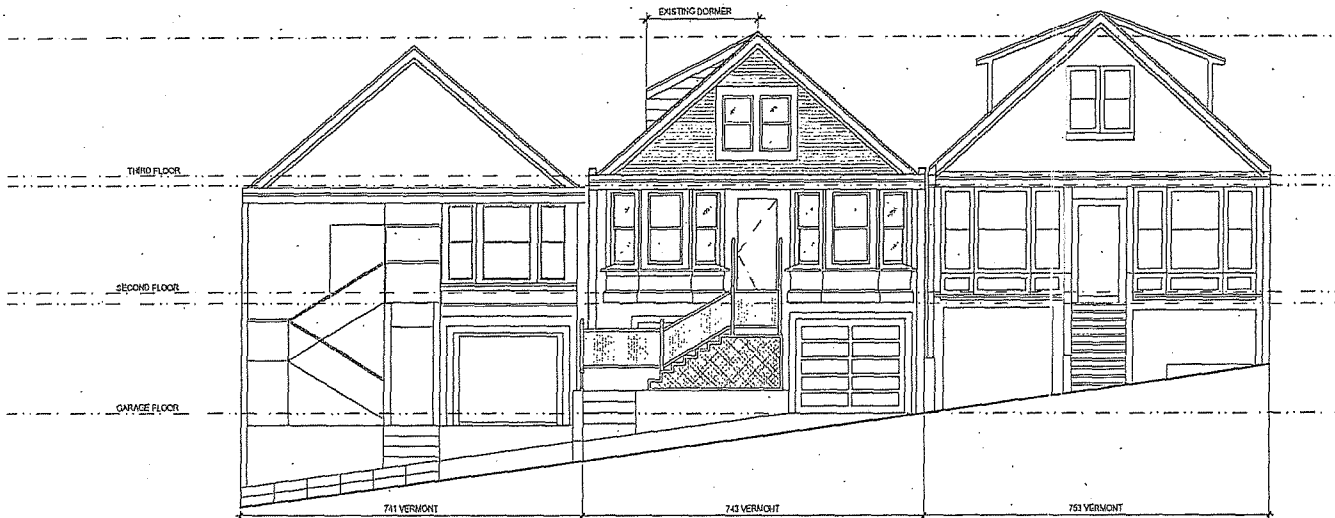 EXISTING DORMER
THIRD FLOOR
SECOND FLOOR
GARAGE FLOOR
741 VERMONT
743 VERMONT
753 VERMONT